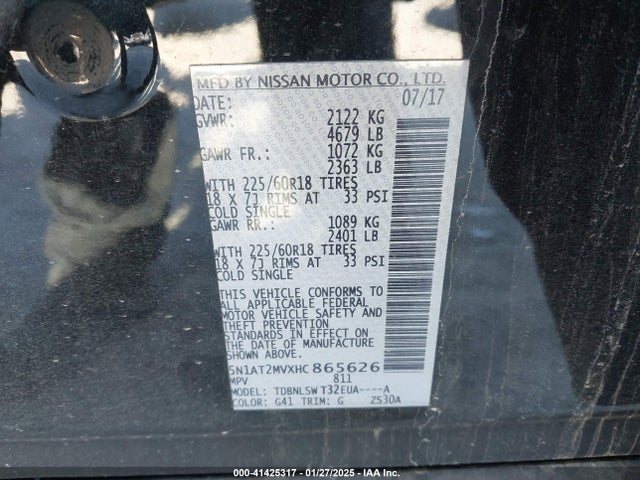 MFD BY NISSAN MOTOR CO., LTD.
DATE: 07/17
GVWR: 2122 KG
4679 LB
GAWR FR.: 1072 KG
2363 LB
WITH 225/60R18 TIRES
18 X 7J RIMS AT 33 PSI
COLD SINGLE
GAWR RR.: 1089 KG
2401 LB
WITH 225/60R18 TIRES
18 X 7J RIMS AT 33 PSI
COLD SINGLE
THIS VEHICLE CONFORMS TO
ALL APPLICABLE FEDERAL
MOTOR VEHICLE SAFETY AND
THEFT PREVENTION
STANDARDS IN EFFECT ON
THE DATE OF MANUFACTURE
SHOWN ABOVE.
5N1AT2MVXHC865626
MPV 811
MODEL: TDBNLSW T32EUA----A
COLOR: G41 TRIM: G ZS30A
000-41425317 - 01/27/2025 - IAA Inc.